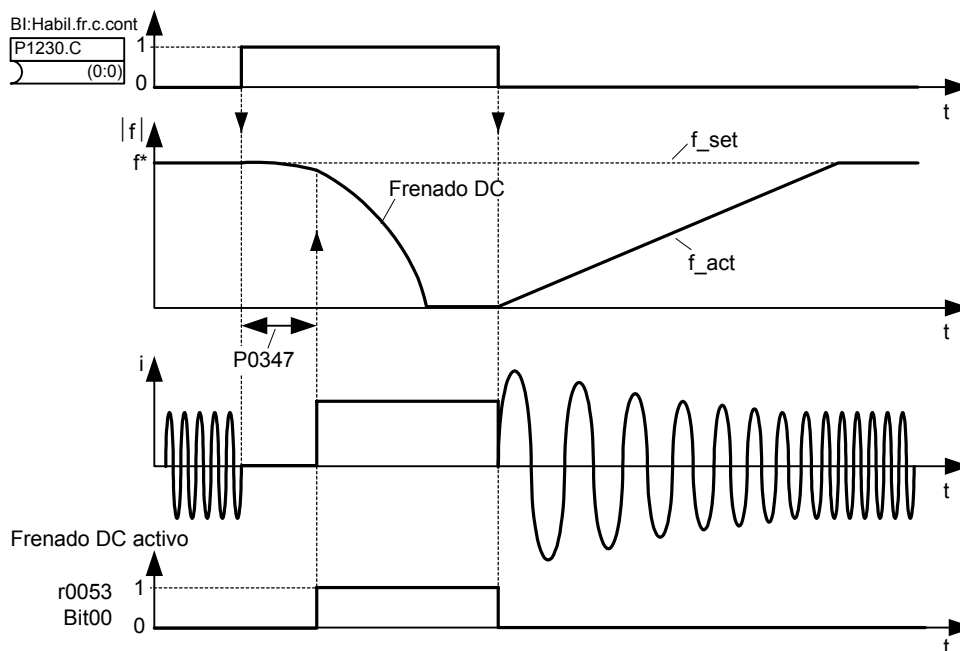 BI:Habil.fr.c.cont
P1230.C
(0:0)
1
0
t
|f|
f*
f_set
Frenado DC
f_act
t
P0347
i
t
Frenado DC activo
r0053
Bit00
1
0
t